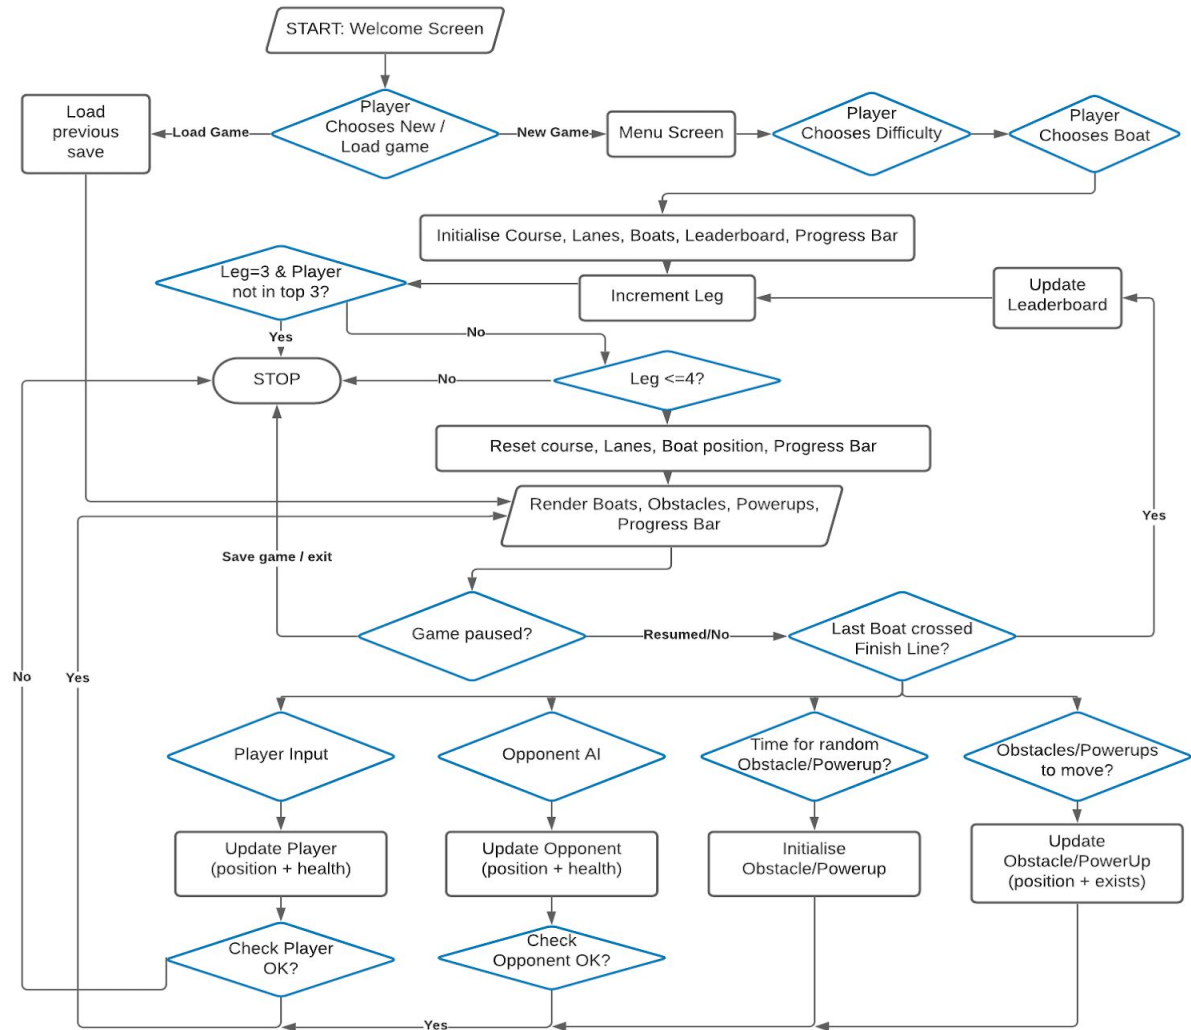 START: Welcome Screen
Load
previous
save
Load Game
Player
Chooses New /
Load game
New Game
Menu Screen
Player
Chooses Difficulty
Player
Chooses Boat
Initialise Course, Lanes, Boats, Leaderboard, Progress Bar
Leg=3 & Player
not in top 3?
Increment Leg
Update
Leaderboard
Yes
No
STOP
No
Leg <=4?
Reset course, Lanes, Boat position, Progress Bar
Render Boats, Obstacles, Powerups,
Progress Bar
Yes
Save game / exit
Game paused?
Resumed/No
Last Boat crossed
Finish Line?
No
Yes
Player Input
Opponent AI
Time for random
Obstacle/Powerup?
Obstacles/Powerups
to move?
Update Player
(position + health)
Update Opponent
(position + health)
Initialise
Obstacle/Powerup
Update
Obstacle/PowerUp
(position + exists)
Check Player
OK?
Check
Opponent OK?
Yes